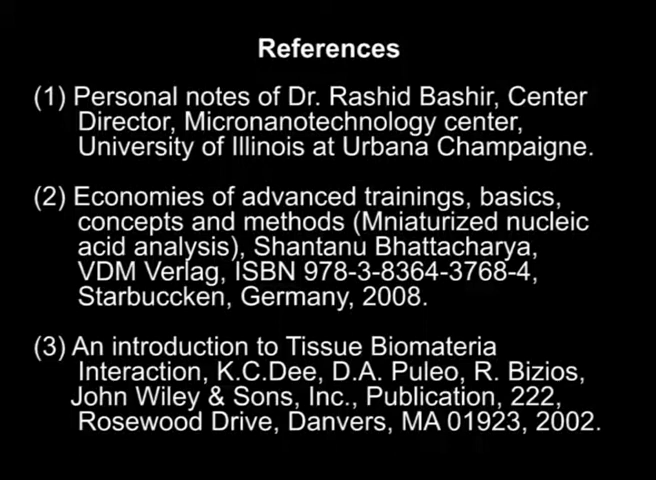 References
(1) Personal notes of Dr. Rashid Bashir, Center
Director, Micronanotechnology center,
University of Illinois at Urbana Champaigne.
(2) Economies of advanced trainings, basics,
concepts and methods (Mniaturized nucleic
acid analysis), Shantanu Bhattacharya,
VDM Verlag, ISBN 978-3-8364-3768-4,
Starbuccken, Germany, 2008.
(3) An introduction to Tissue Biomateria
Interaction, K.C.Dee, D.A. Puleo, R. Bizios,
John Wiley & Sons, Inc., Publication, 222,
Rosewood Drive, Danvers, MA 01923, 2002.